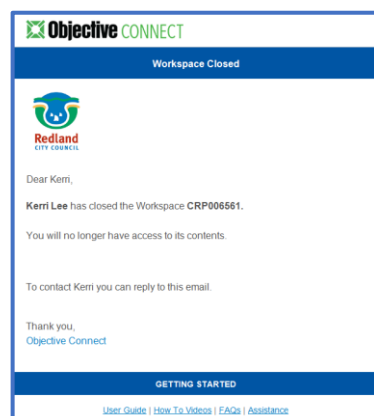 Objective CONNECT
Workspace Closed
Redland
CITY COUNCIL
Dear Kerri,
Kerri Lee has closed the Workspace CRP006561.
You will no longer have access to its contents.
To contact Kerri you can reply to this email.
Thank you,
Objective Connect
GETTING STARTED
User Guide | How To Videos | FAQs | Assistance